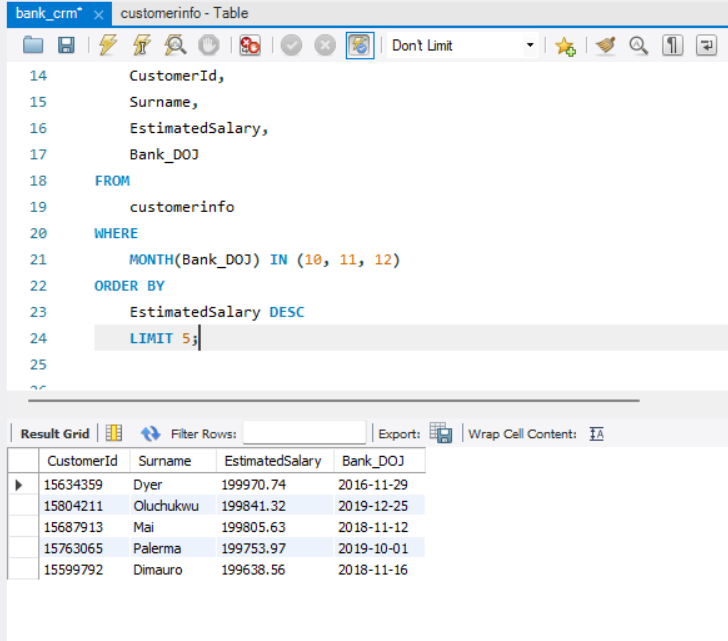 bank_crm* × customerinfo - Table
Don't Limit
14 CustomerId,
15 Surname,
16 EstimatedSalary,
17 Bank_DOJ
18 FROM
19 customerinfo
20 WHERE
21 MONTH(Bank_DOJ) IN (10, 11, 12)
22 ORDER BY
23 EstimatedSalary DESC
24 LIMIT 5;
25
Result Grid Filter Rows: Export: Wrap Cell Content:
CustomerId Surname EstimatedSalary Bank_DOJ
15634359 Dyer 199970.74 2016-11-29
15804211 Oluchukwu 199841.32 2019-12-25
15687913 Mai 199805.63 2018-11-12
15763065 Palerma 199753.97 2019-10-01
15599792 Dimauro 199638.56 2018-11-16